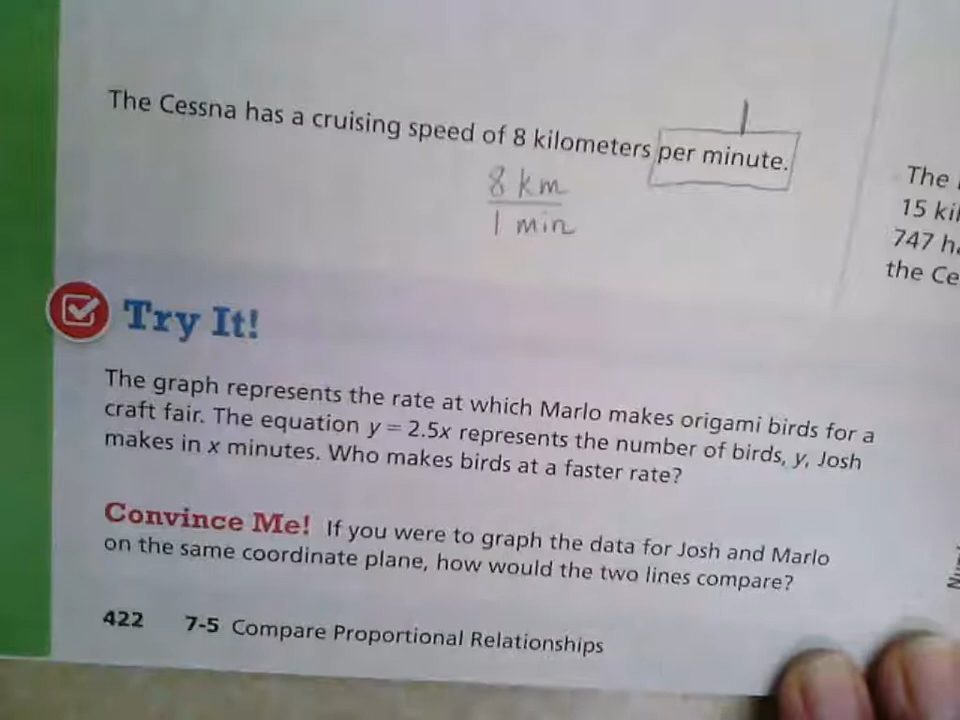 The Cessna has a cruising speed of 8 kilometers per minute.
8 km
1 min
The
15
747
the
Try It!
The graph represents the rate at which Marlo makes origami birds for a
craft fair. The equation y = 2.5x represents the number of birds, y, Josh
makes in x minutes. Who makes birds at a faster rate?
Convince Me! If you were to graph the data for Josh and Marlo
on the same coordinate plane, how would the two lines compare?
422 7-5 Compare Proportional Relationships